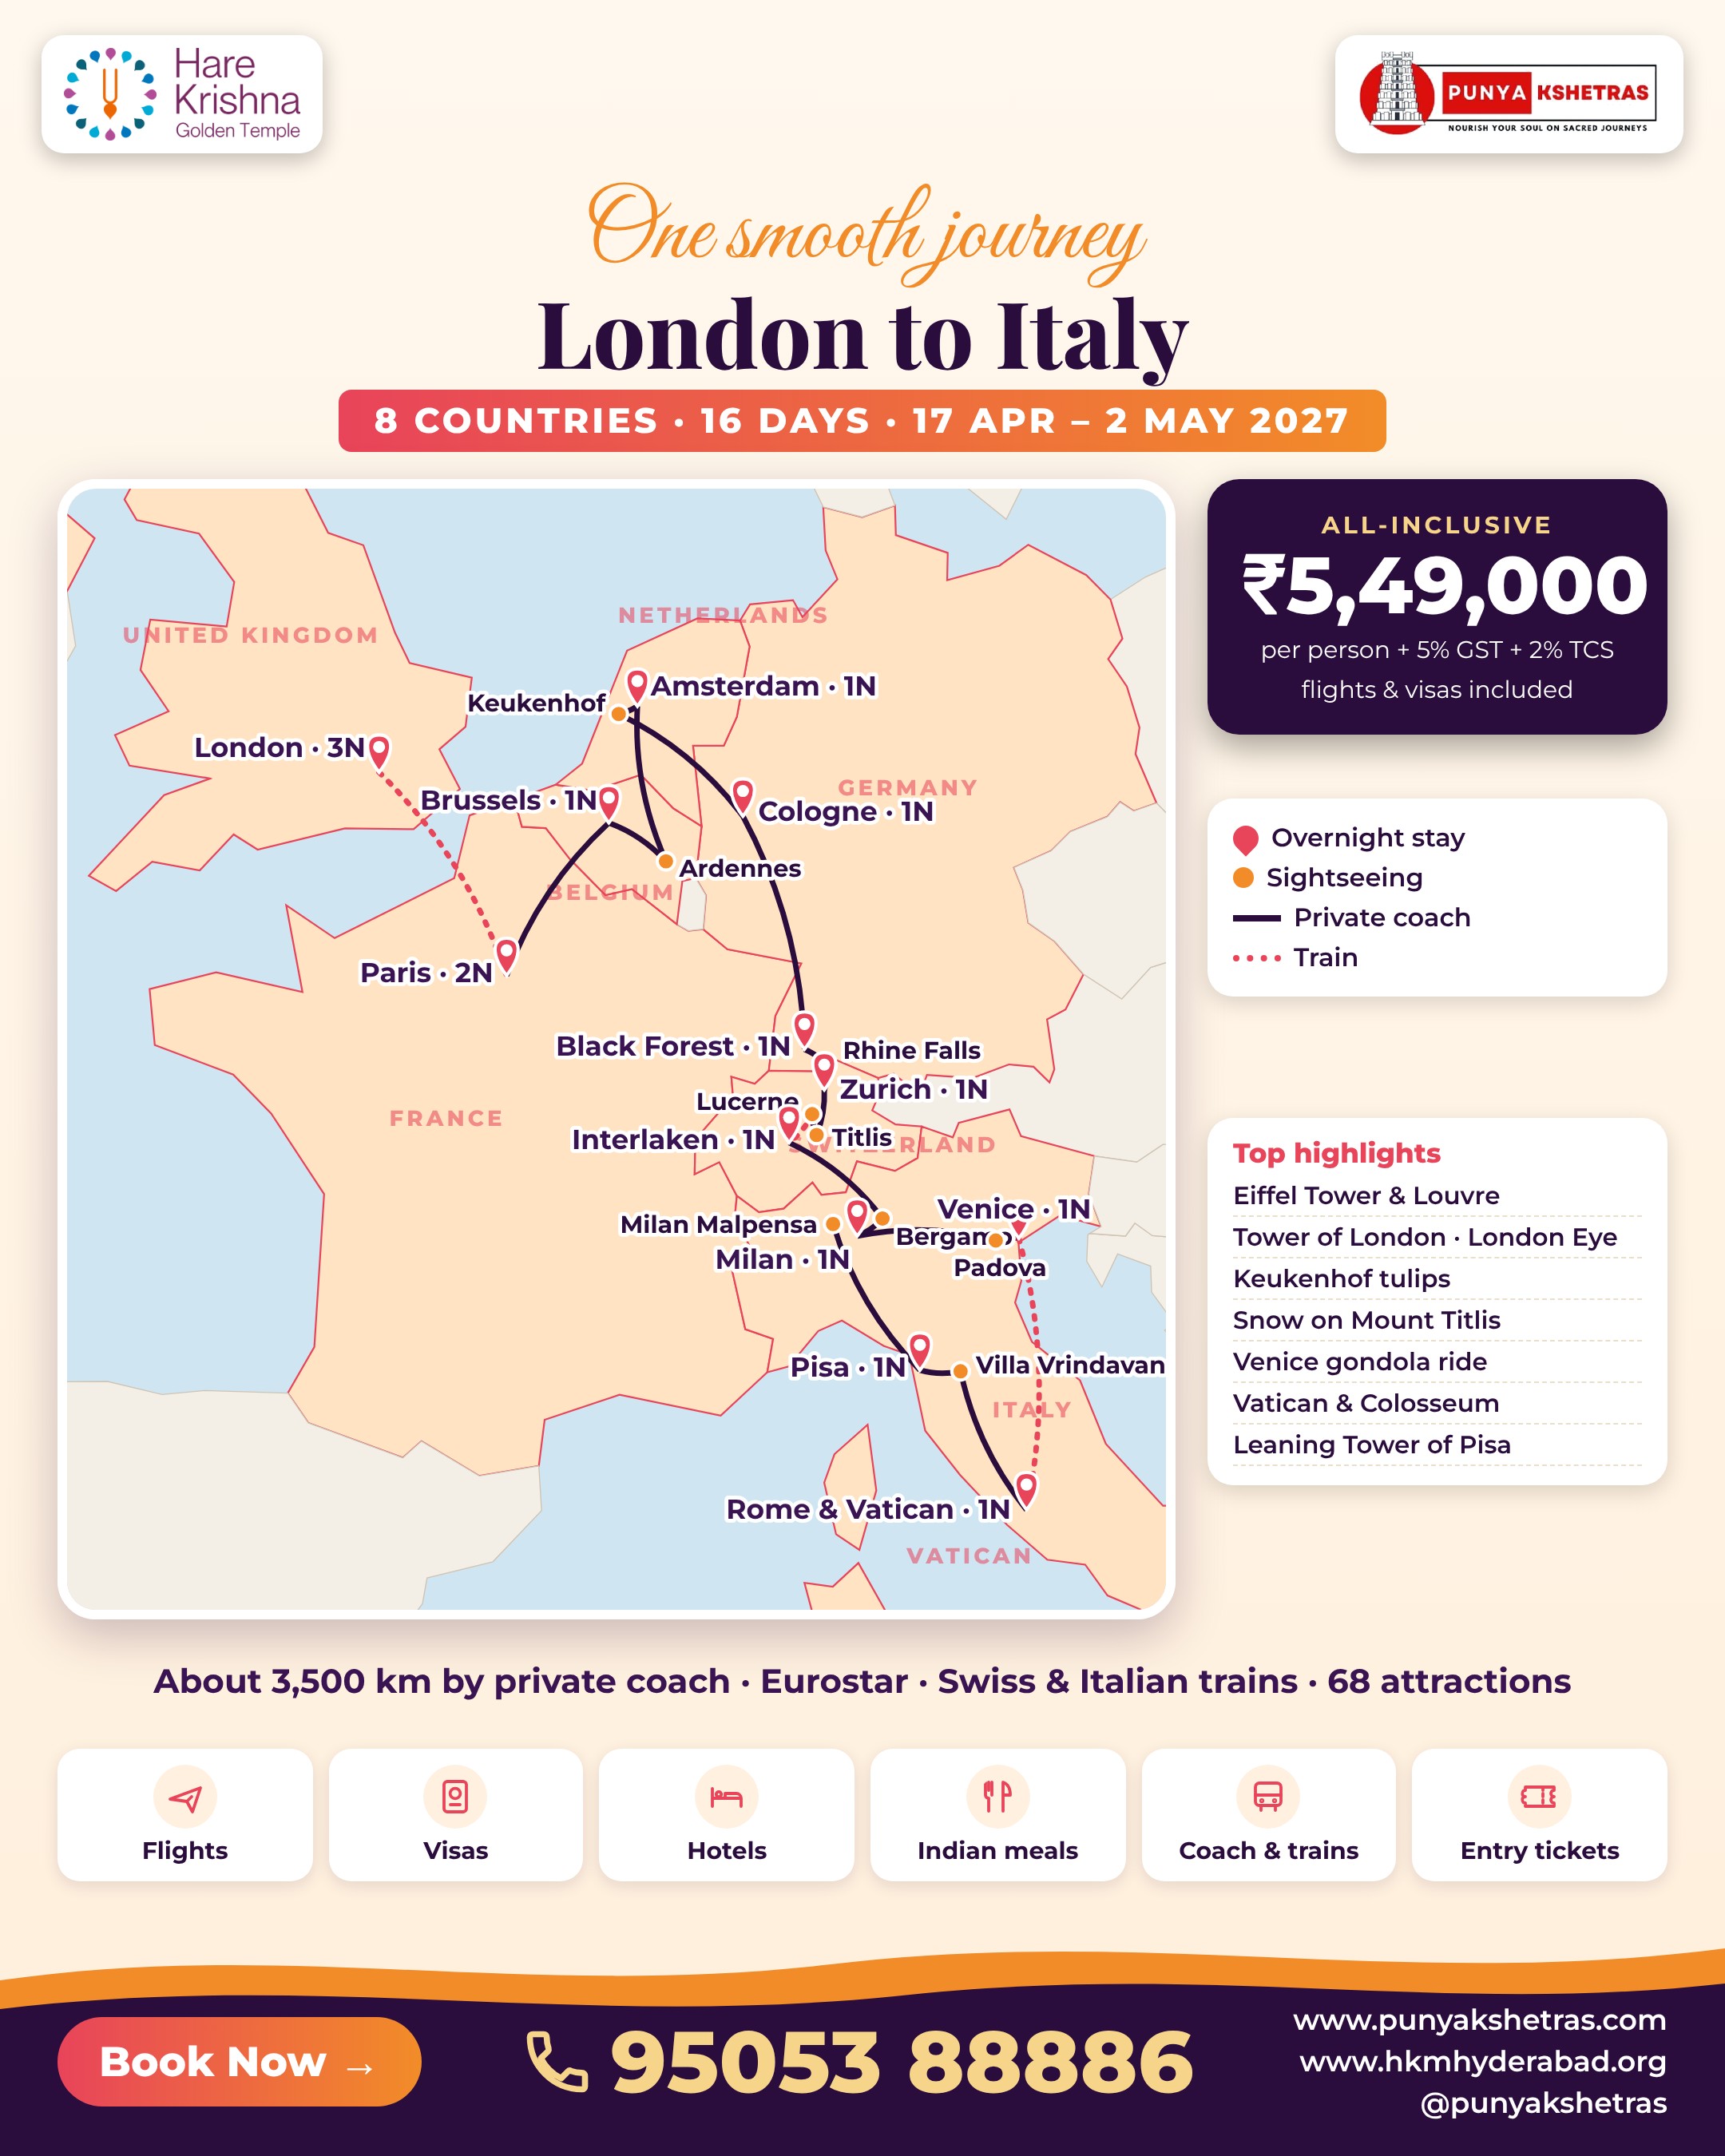 Hare
Krishna
Golden Temple
PUNYA KSHETRAS
NOURISH YOUR SOUL ON SACRED JOURNEYS
One smooth journey
London to Italy
8 COUNTRIES · 16 DAYS · 17 APR – 2 MAY 2027
UNITED KINGDOM
NETHERLANDS
Amsterdam · 1N
Keukenhof
London · 3N
GERMANY
Brussels · 1N
Cologne · 1N
Ardennes
BELGIUM
Paris · 2N
Black Forest · 1N
Rhine Falls
Zurich · 1N
Lucerne
FRANCE
Interlaken · 1N
Titlis
SWITZERLAND
Venice · 1N
Milan Malpensa
Bergamo
Milan · 1N
Padova
Pisa · 1N
Villa Vrindavan
ITALY
Rome & Vatican · 1N
VATICAN
ALL-INCLUSIVE
₹5,49,000
per person + 5% GST + 2% TCS
flights & visas included
Overnight stay
Sightseeing
Private coach
Train
Top highlights
Eiffel Tower & Louvre
Tower of London · London Eye
Keukenhof tulips
Snow on Mount Titlis
Venice gondola ride
Vatican & Colosseum
Leaning Tower of Pisa
About 3,500 km by private coach · Eurostar · Swiss & Italian trains · 68 attractions
Flights
Visas
Hotels
Indian meals
Coach & trains
Entry tickets
Book Now →
95053 88886
www.punyakshetras.com
www.hkmhyderabad.org
@punyakshetras